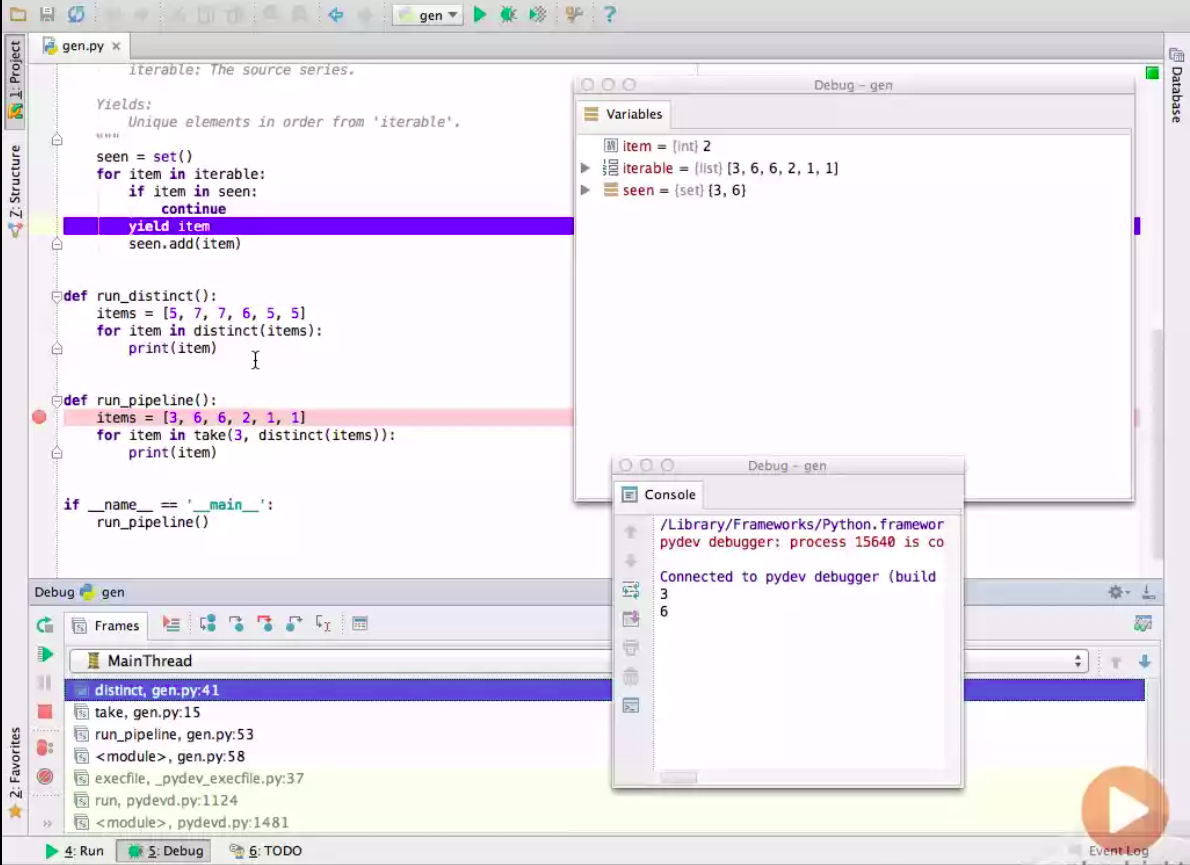 gen
gen.py
1: Project
Z: Structure
2: Favorites
Database
iterable: The source series.
Yields:
Unique elements in order from 'iterable'.
"""
seen = set()
for item in iterable:
if item in seen:
continue
yield item
seen.add(item)
def run_distinct():
items = [5, 7, 7, 6, 5, 5]
for item in distinct(items):
print(item)
def run_pipeline():
items = [3, 6, 6, 2, 1, 1]
for item in take(3, distinct(items)):
print(item)
if __name__ == '__main__':
run_pipeline()
Debug – gen
Variables
item = {int} 2
iterable = {list} [3, 6, 6, 2, 1, 1]
seen = {set} {3, 6}
Debug – gen
Console
/Library/Frameworks/Python.framewor
pydev debugger: process 15640 is co
Connected to pydev debugger (build
3
6
Debug gen
Frames
MainThread
distinct, gen.py:41
take, gen.py:15
run_pipeline, gen.py:53
<module>, gen.py:58
execfile, _pydev_execfile.py:37
run, pydevd.py:1124
<module>, pydevd.py:1481
4: Run
5: Debug
6: TODO
Event Log